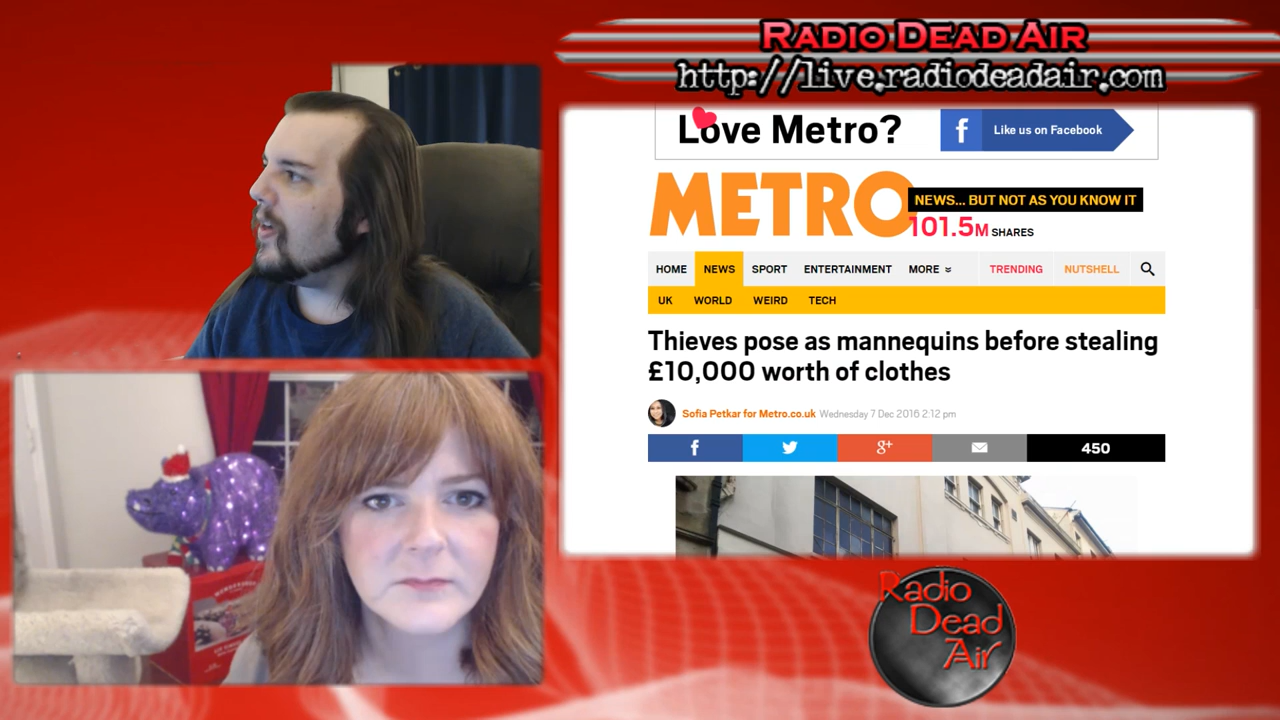 RADIO DEAD AIR
http://live.radiodeadair.com
Love Metro?
f Like us on Facebook
METRO
NEWS... BUT NOT AS YOU KNOW IT
101.5M SHARES
HOME NEWS SPORT ENTERTAINMENT MORE TRENDING NUTSHELL
UK WORLD WEIRD TECH
Thieves pose as mannequins before stealing
£10,000 worth of clothes
Sofia Petkar for Metro.co.uk Wednesday 7 Dec 2016 2:12 pm
f g+ 450
Radio
Dead
Air